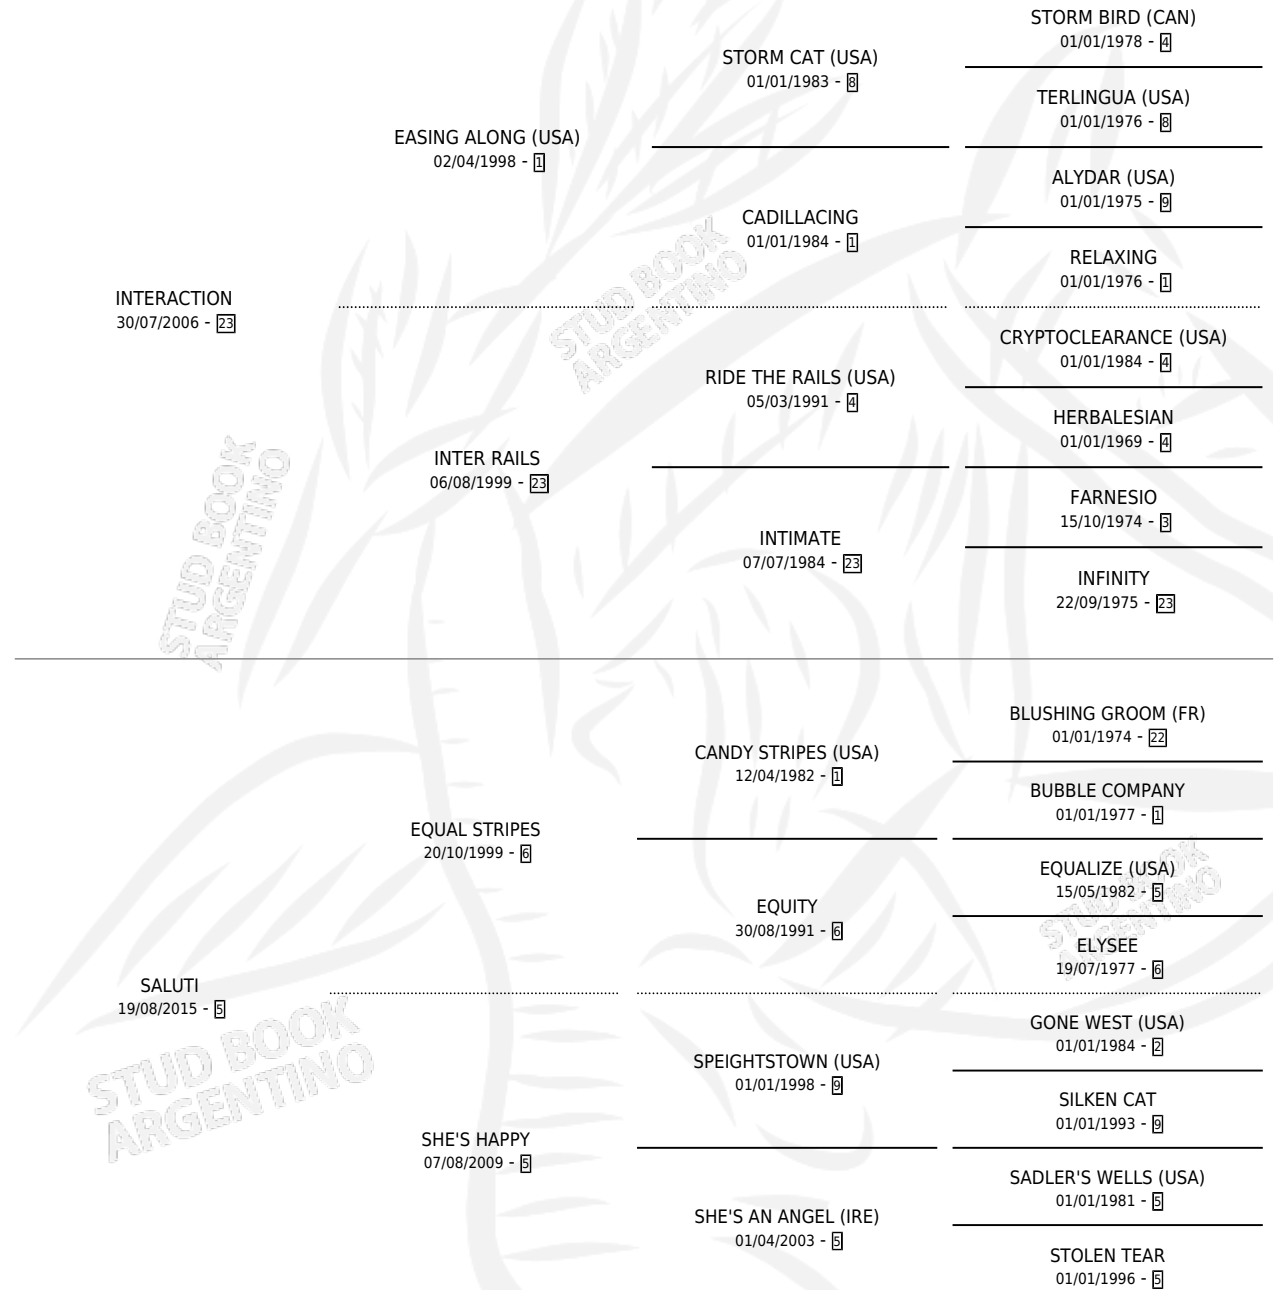 STORM BIRD (CAN)
01/01/1978 - 4
STORM CAT (USA)
01/01/1983 - 8
TERLINGUA (USA)
01/01/1976 - 8
EASING ALONG (USA)
02/04/1998 - 1
ALYDAR (USA)
01/01/1975 - 9
CADILLACING
01/01/1984 - 1
RELAXING
01/01/1976 - 1
INTERACTION
30/07/2006 - 23
CRYPTOCLEARANCE (USA)
01/01/1984 - 4
RIDE THE RAILS (USA)
05/03/1991 - 4
HERBALESIAN
01/01/1969 - 4
INTER RAILS
06/08/1999 - 23
FARNESIO
15/10/1974 - 3
INTIMATE
07/07/1984 - 23
INFINITY
22/09/1975 - 23
STUD BOOK
ARGENTINO
STUD BOOK
ARGENTINO
BLUSHING GROOM (FR)
01/01/1974 - 22
CANDY STRIPES (USA)
12/04/1982 - 1
BUBBLE COMPANY
01/01/1977 - 1
EQUAL STRIPES
20/10/1999 - 6
EQUALIZE (USA)
15/05/1982 - 5
EQUITY
30/08/1991 - 6
ELYSEE
19/07/1977 - 6
SALUTI
19/08/2015 - 5
GONE WEST (USA)
01/01/1984 - 2
SPEIGHTSTOWN (USA)
01/01/1998 - 9
SILKEN CAT
01/01/1993 - 9
SHE'S HAPPY
07/08/2009 - 5
SADLER'S WELLS (USA)
01/01/1981 - 5
SHE'S AN ANGEL (IRE)
01/04/2003 - 5
STOLEN TEAR
01/01/1996 - 5
STUD BOOK
ARGENTINO
STUD BOOK
ARGENTINO